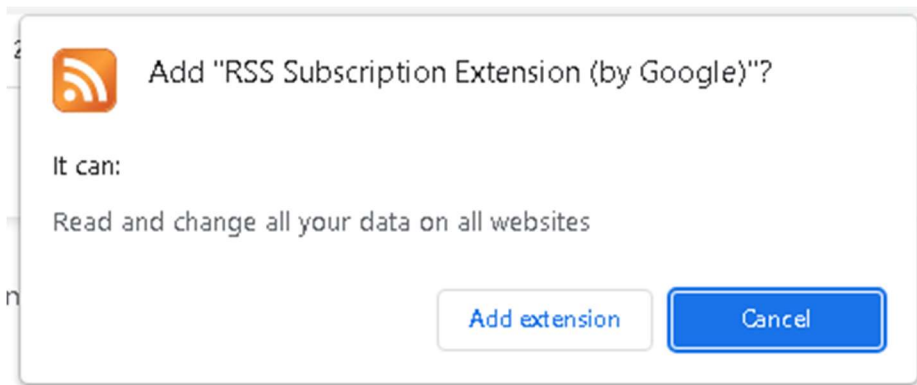 2
Add "RSS Subscription Extension (by Google)"?
It can:
Read and change all your data on all websites
n
Add extension
Cancel